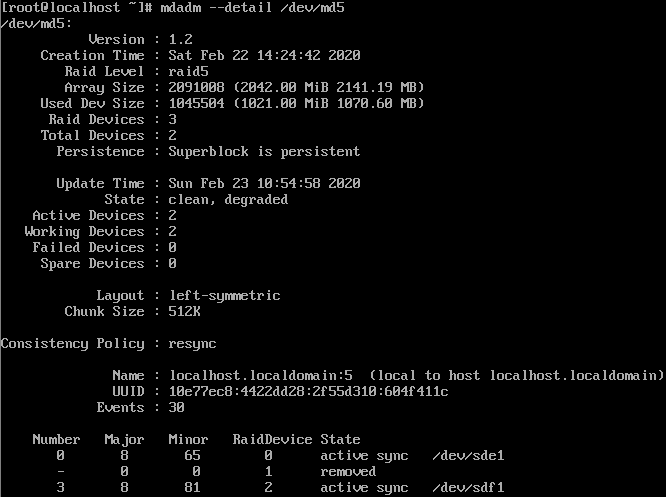 [root@localhost ~]# mdadm --detail /dev/md5
/dev/md5:
Version : 1.2
Creation Time : Sat Feb 22 14:24:42 2020
Raid Level : raid5
Array Size : 2091008 (2042.00 MiB 2141.19 MB)
Used Dev Size : 1045504 (1021.00 MiB 1070.60 MB)
Raid Devices : 3
Total Devices : 2
Persistence : Superblock is persistent
Update Time : Sun Feb 23 10:54:58 2020
State : clean, degraded
Active Devices : 2
Working Devices : 2
Failed Devices : 0
Spare Devices : 0
Layout : left-symmetric
Chunk Size : 512K
Consistency Policy : resync
Name : localhost.localdomain:5 (local to host localhost.localdomain)
UUID : 10e77ec8:4422dd28:2f55d310:604f411c
Events : 30
Number Major Minor RaidDevice State
0 8 65 0 active sync /dev/sde1
- 0 0 1 removed
3 8 81 2 active sync /dev/sdf1